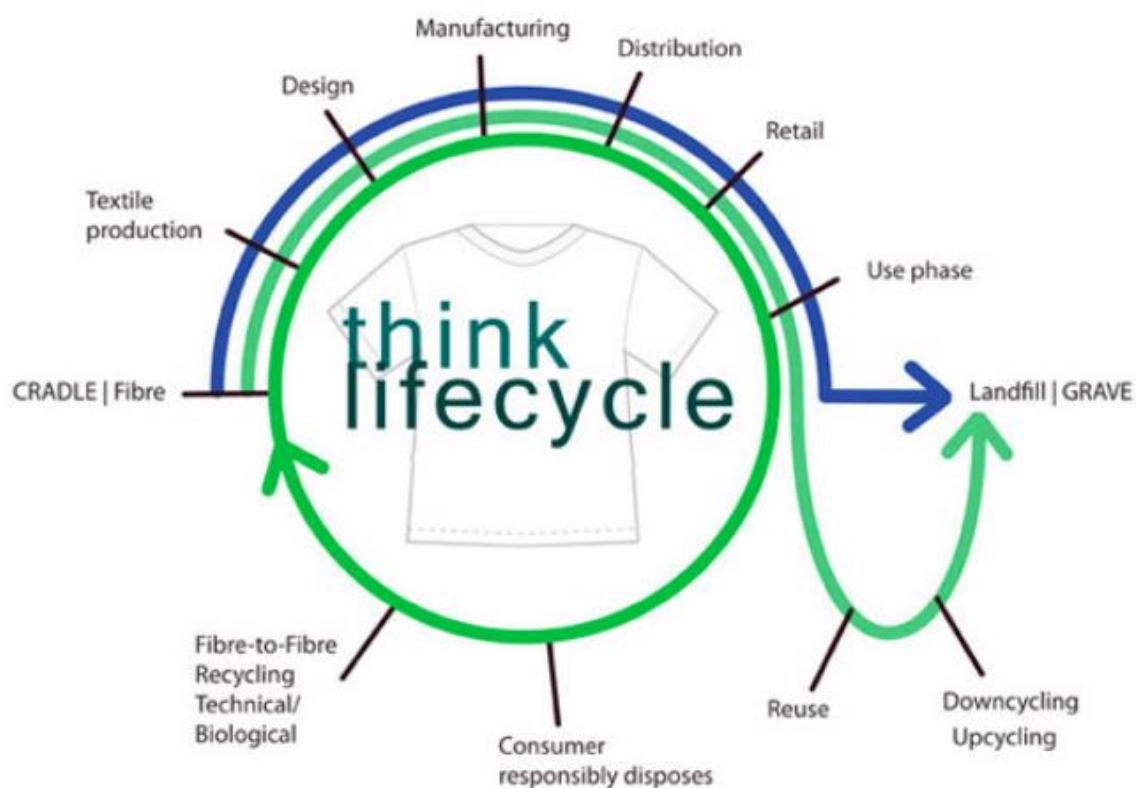 Manufacturing
Distribution
Design
Retail
Textile
production
Use phase
think
lifecycle
CRADLE | Fibre
Landfill | GRAVE
Fibre-to-Fibre
Recycling
Technical/
Biological
Consumer
responsibly disposes
Reuse
Downcycling
Upcycling